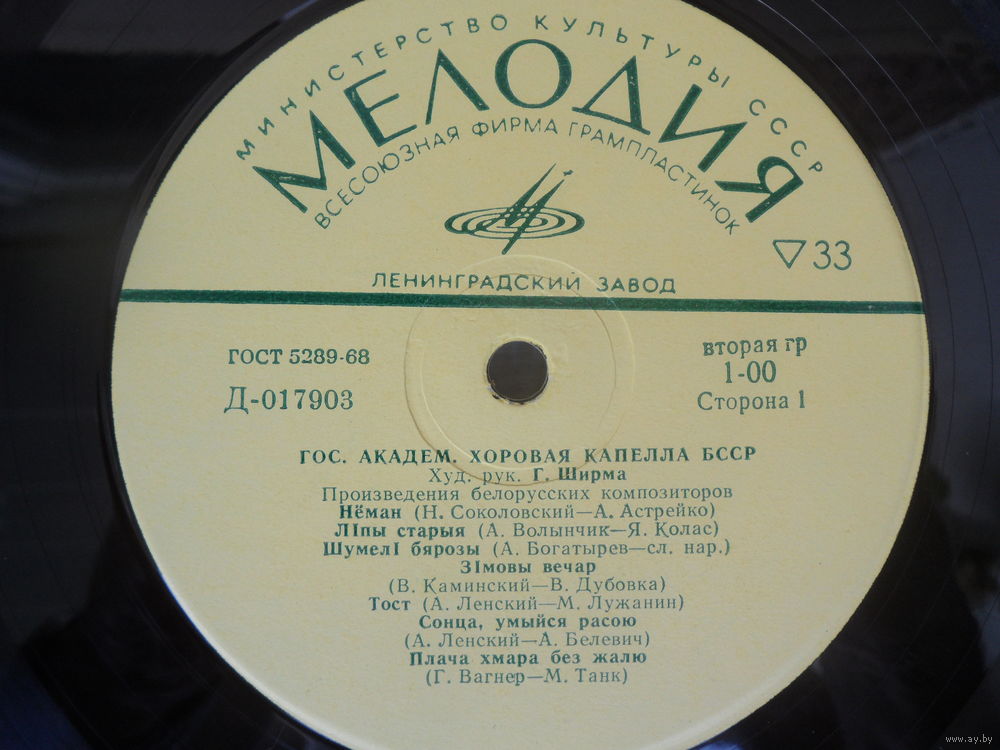 МИНИСТЕРСТВО КУЛЬТУРЫ СССР
МЕЛОДИЯ
ВСЕСОЮЗНАЯ ФИРМА ГРАМПЛАСТИНОК
33
ЛЕНИНГРАДСКИЙ ЗАВОД
ГОСТ 5289-68
Д-017903
вторая гр
1-00
Сторона 1
ГОС. АКАДЕМ. ХОРОВАЯ КАПЕЛЛА БССР
Худ. рук. Г. Ширма
Произведения белорусских композиторов
Нёман (Н. Соколовский—А. Астрейко)
ЛІпы старыя (А. Волынчик—Я. Колас)
ШумелІ бярозы (А. Богатырев—сл. нар.)
ЗІмовы вечар
(В. Каминский—В. Дубовка)
Тост (А. Ленский—М. Лужанин)
Сонца, умыйся расою
(А. Ленский—А. Белевич)
Плача хмара без жалю
(Г. Вагнер—М. Танк)
www.ay.by